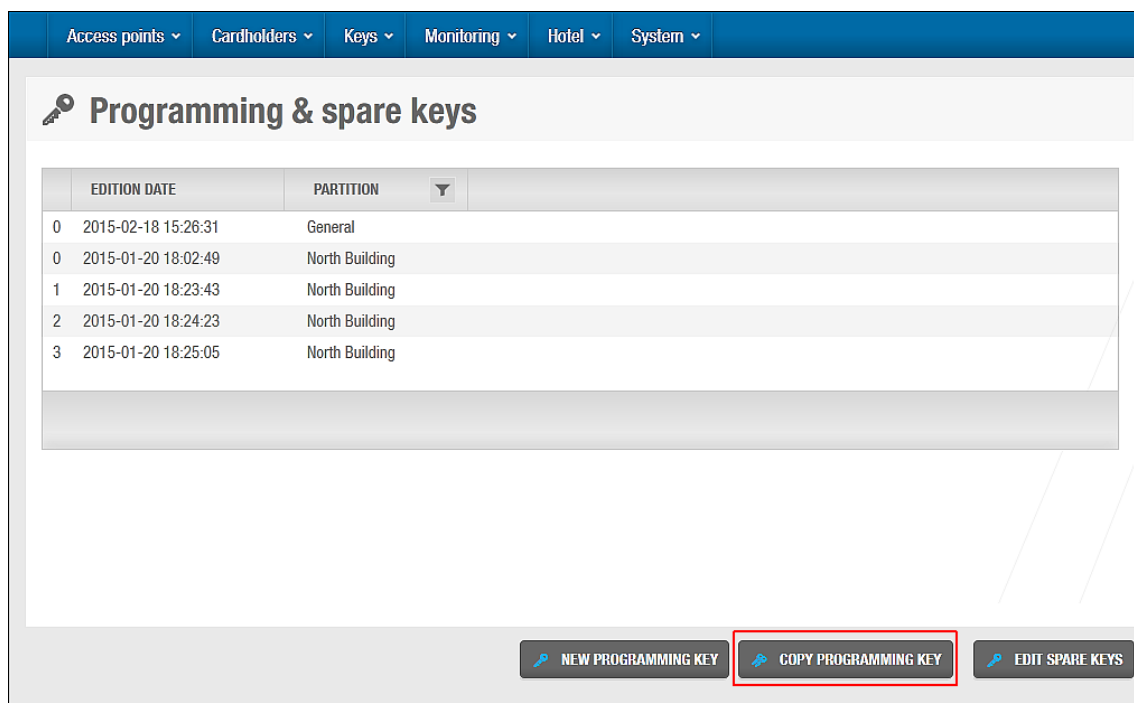 Access points Cardholders Keys Monitoring Hotel System
Programming & spare keys
EDITION DATE PARTITION
0 2015-02-18 15:26:31 General
0 2015-01-20 18:02:49 North Building
1 2015-01-20 18:23:43 North Building
2 2015-01-20 18:24:23 North Building
3 2015-01-20 18:25:05 North Building
NEW PROGRAMMING KEY COPY PROGRAMMING KEY EDIT SPARE KEYS